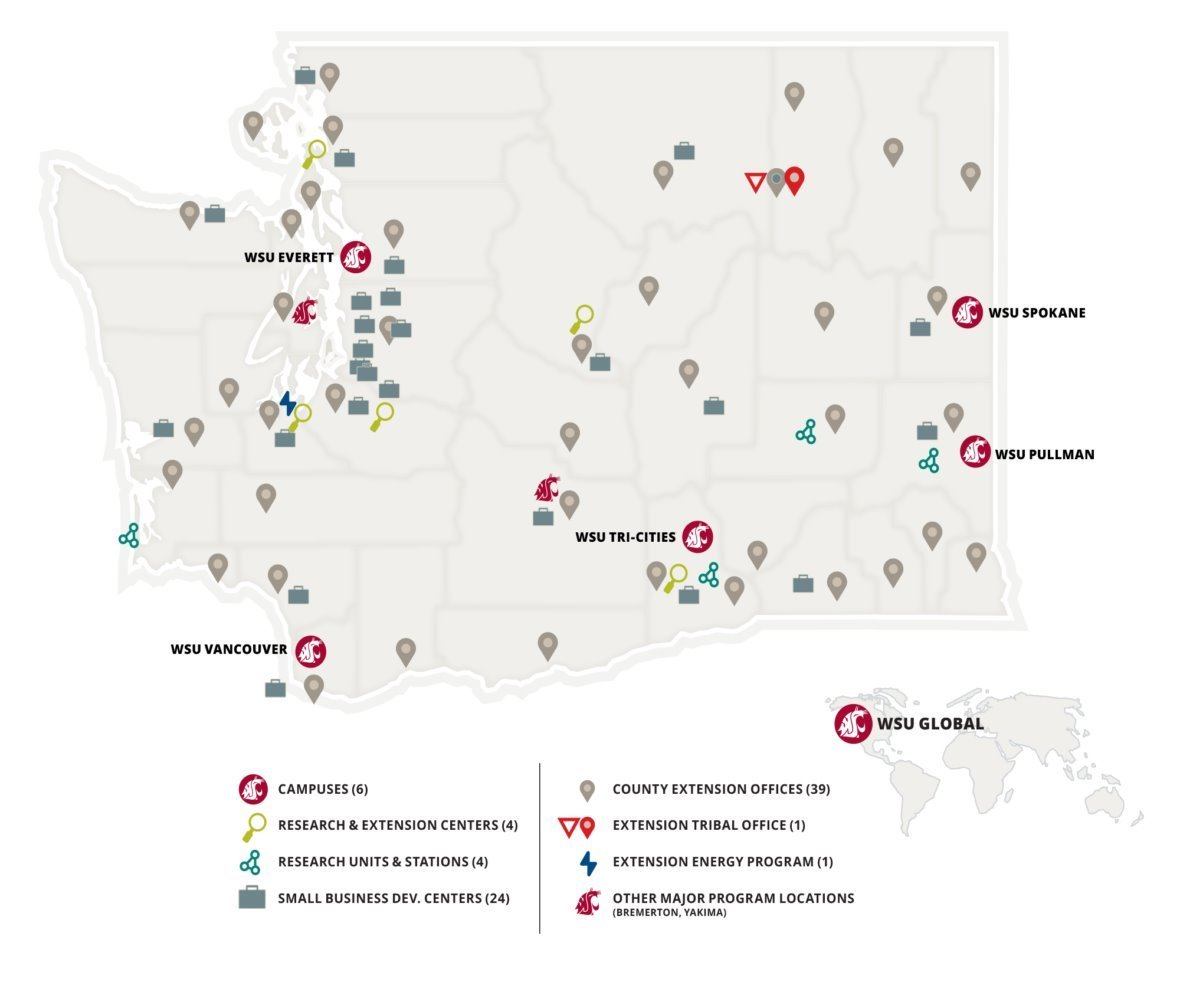 WSU EVERETT
WSU SPOKANE
WSU PULLMAN
WSU TRI-CITIES
WSU VANCOUVER
WSU GLOBAL
CAMPUSES (6)
RESEARCH & EXTENSION CENTERS (4)
RESEARCH UNITS & STATIONS (4)
SMALL BUSINESS DEV. CENTERS (24)
COUNTY EXTENSION OFFICES (39)
EXTENSION TRIBAL OFFICE (1)
EXTENSION ENERGY PROGRAM (1)
OTHER MAJOR PROGRAM LOCATIONS
(BREMERTON, YAKIMA)